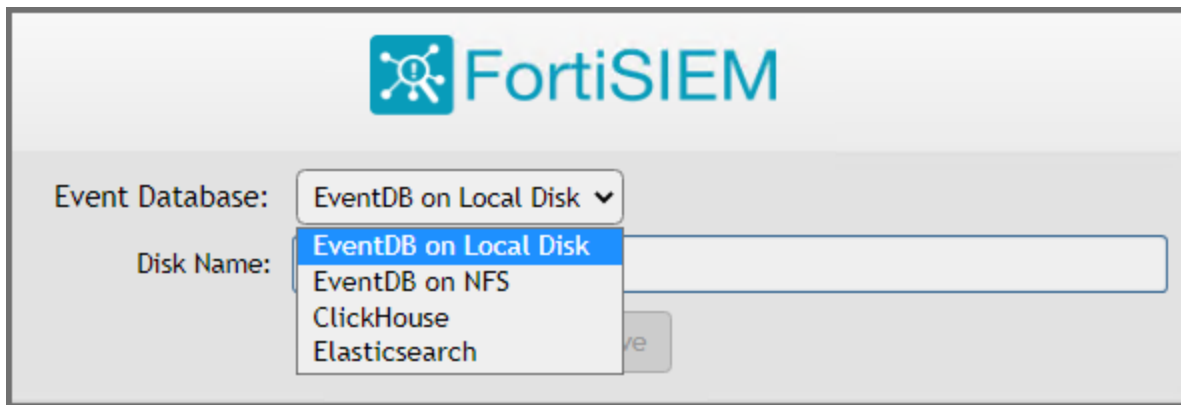 FortiSIEM
Event Database: EventDB on Local Disk
EventDB on Local Disk
Disk Name:
EventDB on NFS
ClickHouse
Elasticsearch